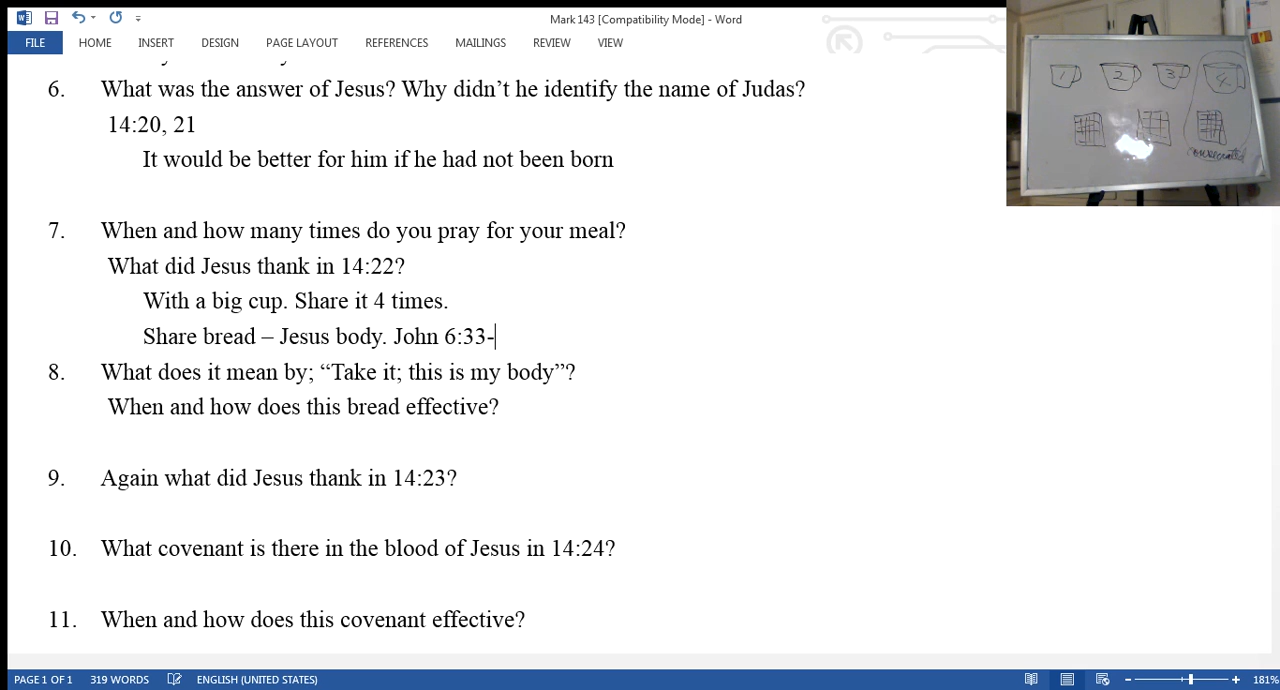 Mark 143 [Compatibility Mode] - Word
FILE HOME INSERT DESIGN PAGE LAYOUT REFERENCES MAILINGS REVIEW VIEW
6. What was the answer of Jesus? Why didn’t he identify the name of Judas?
14:20, 21
It would be better for him if he had not been born
7. When and how many times do you pray for your meal?
What did Jesus thank in 14:22?
With a big cup. Share it 4 times.
Share bread – Jesus body. John 6:33-
8. What does it mean by; “Take it; this is my body”?
When and how does this bread effective?
9. Again what did Jesus thank in 14:23?
10. What covenant is there in the blood of Jesus in 14:24?
11. When and how does this covenant effective?
1 2 3 4
PAGE 1 OF 1 319 WORDS ENGLISH (UNITED STATES) 181%